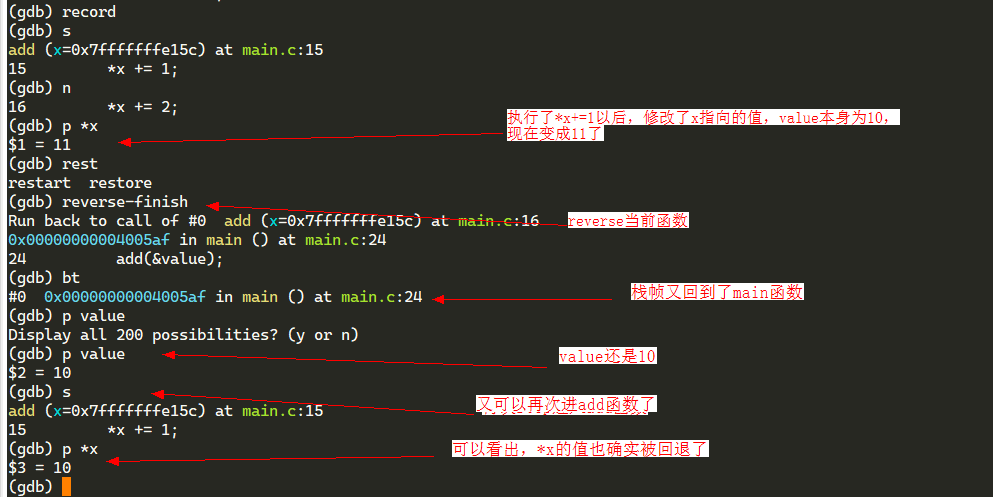 (gdb) record
(gdb) s
add (x=0x7fffffffe15c) at main.c:15
15 *x += 1;
(gdb) n
16 *x += 2;
(gdb) p *x
执行了*x+=1以后，修改了x指向的值，value本身为10，
现在变成11了
$1 = 11
(gdb) rest
restart restore
(gdb) reverse-finish
Run back to call of #0 add (x=0x7fffffffe15c) at main.c:16
reverse当前函数
0x00000000004005af in main () at main.c:24
24 add(&value);
(gdb) bt
#0 0x00000000004005af in main () at main.c:24
栈帧又回到了main函数
(gdb) p value
Display all 200 possibilities? (y or n)
(gdb) p value
value还是10
$2 = 10
(gdb) s
又可以再次进add函数了
add (x=0x7fffffffe15c) at main.c:15
15 *x += 1;
(gdb) p *x
可以看出，*x的值也确实被回退了
$3 = 10
(gdb)